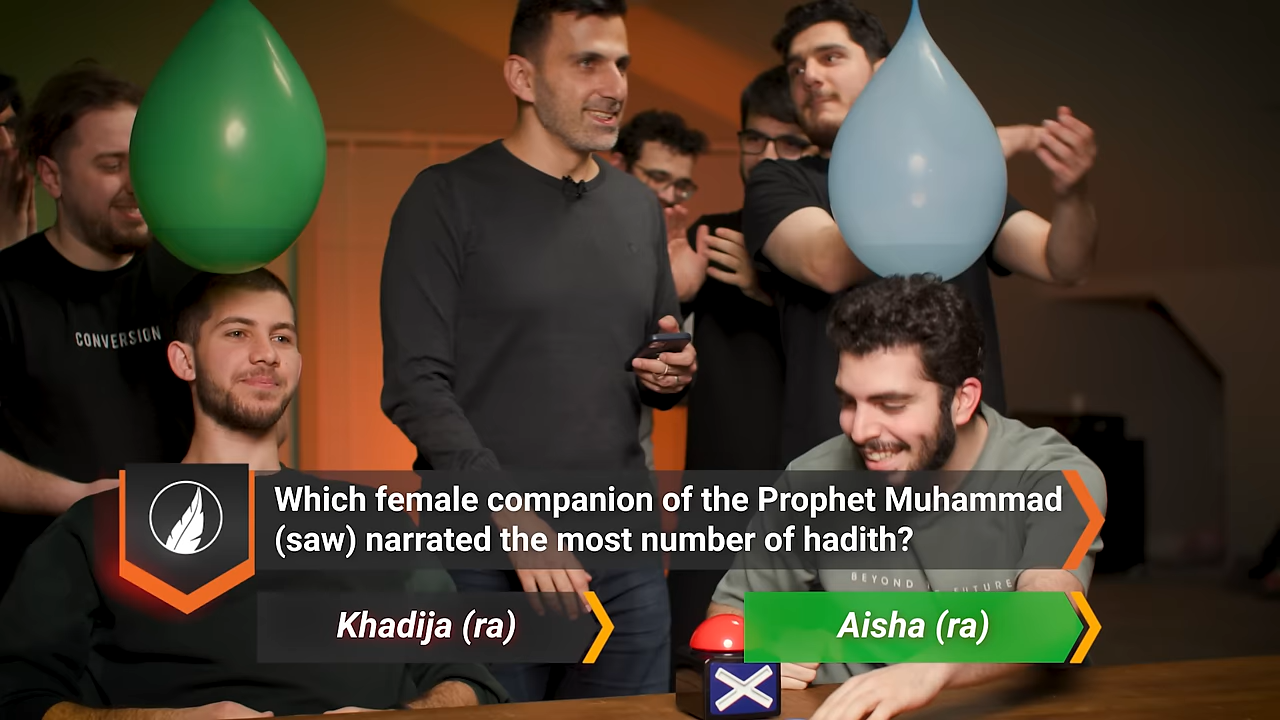 CONVERSION
Which female companion of the Prophet Muhammad
(saw) narrated the most number of hadith?
BEYOND FUTURE
Khadija (ra)
Aisha (ra)